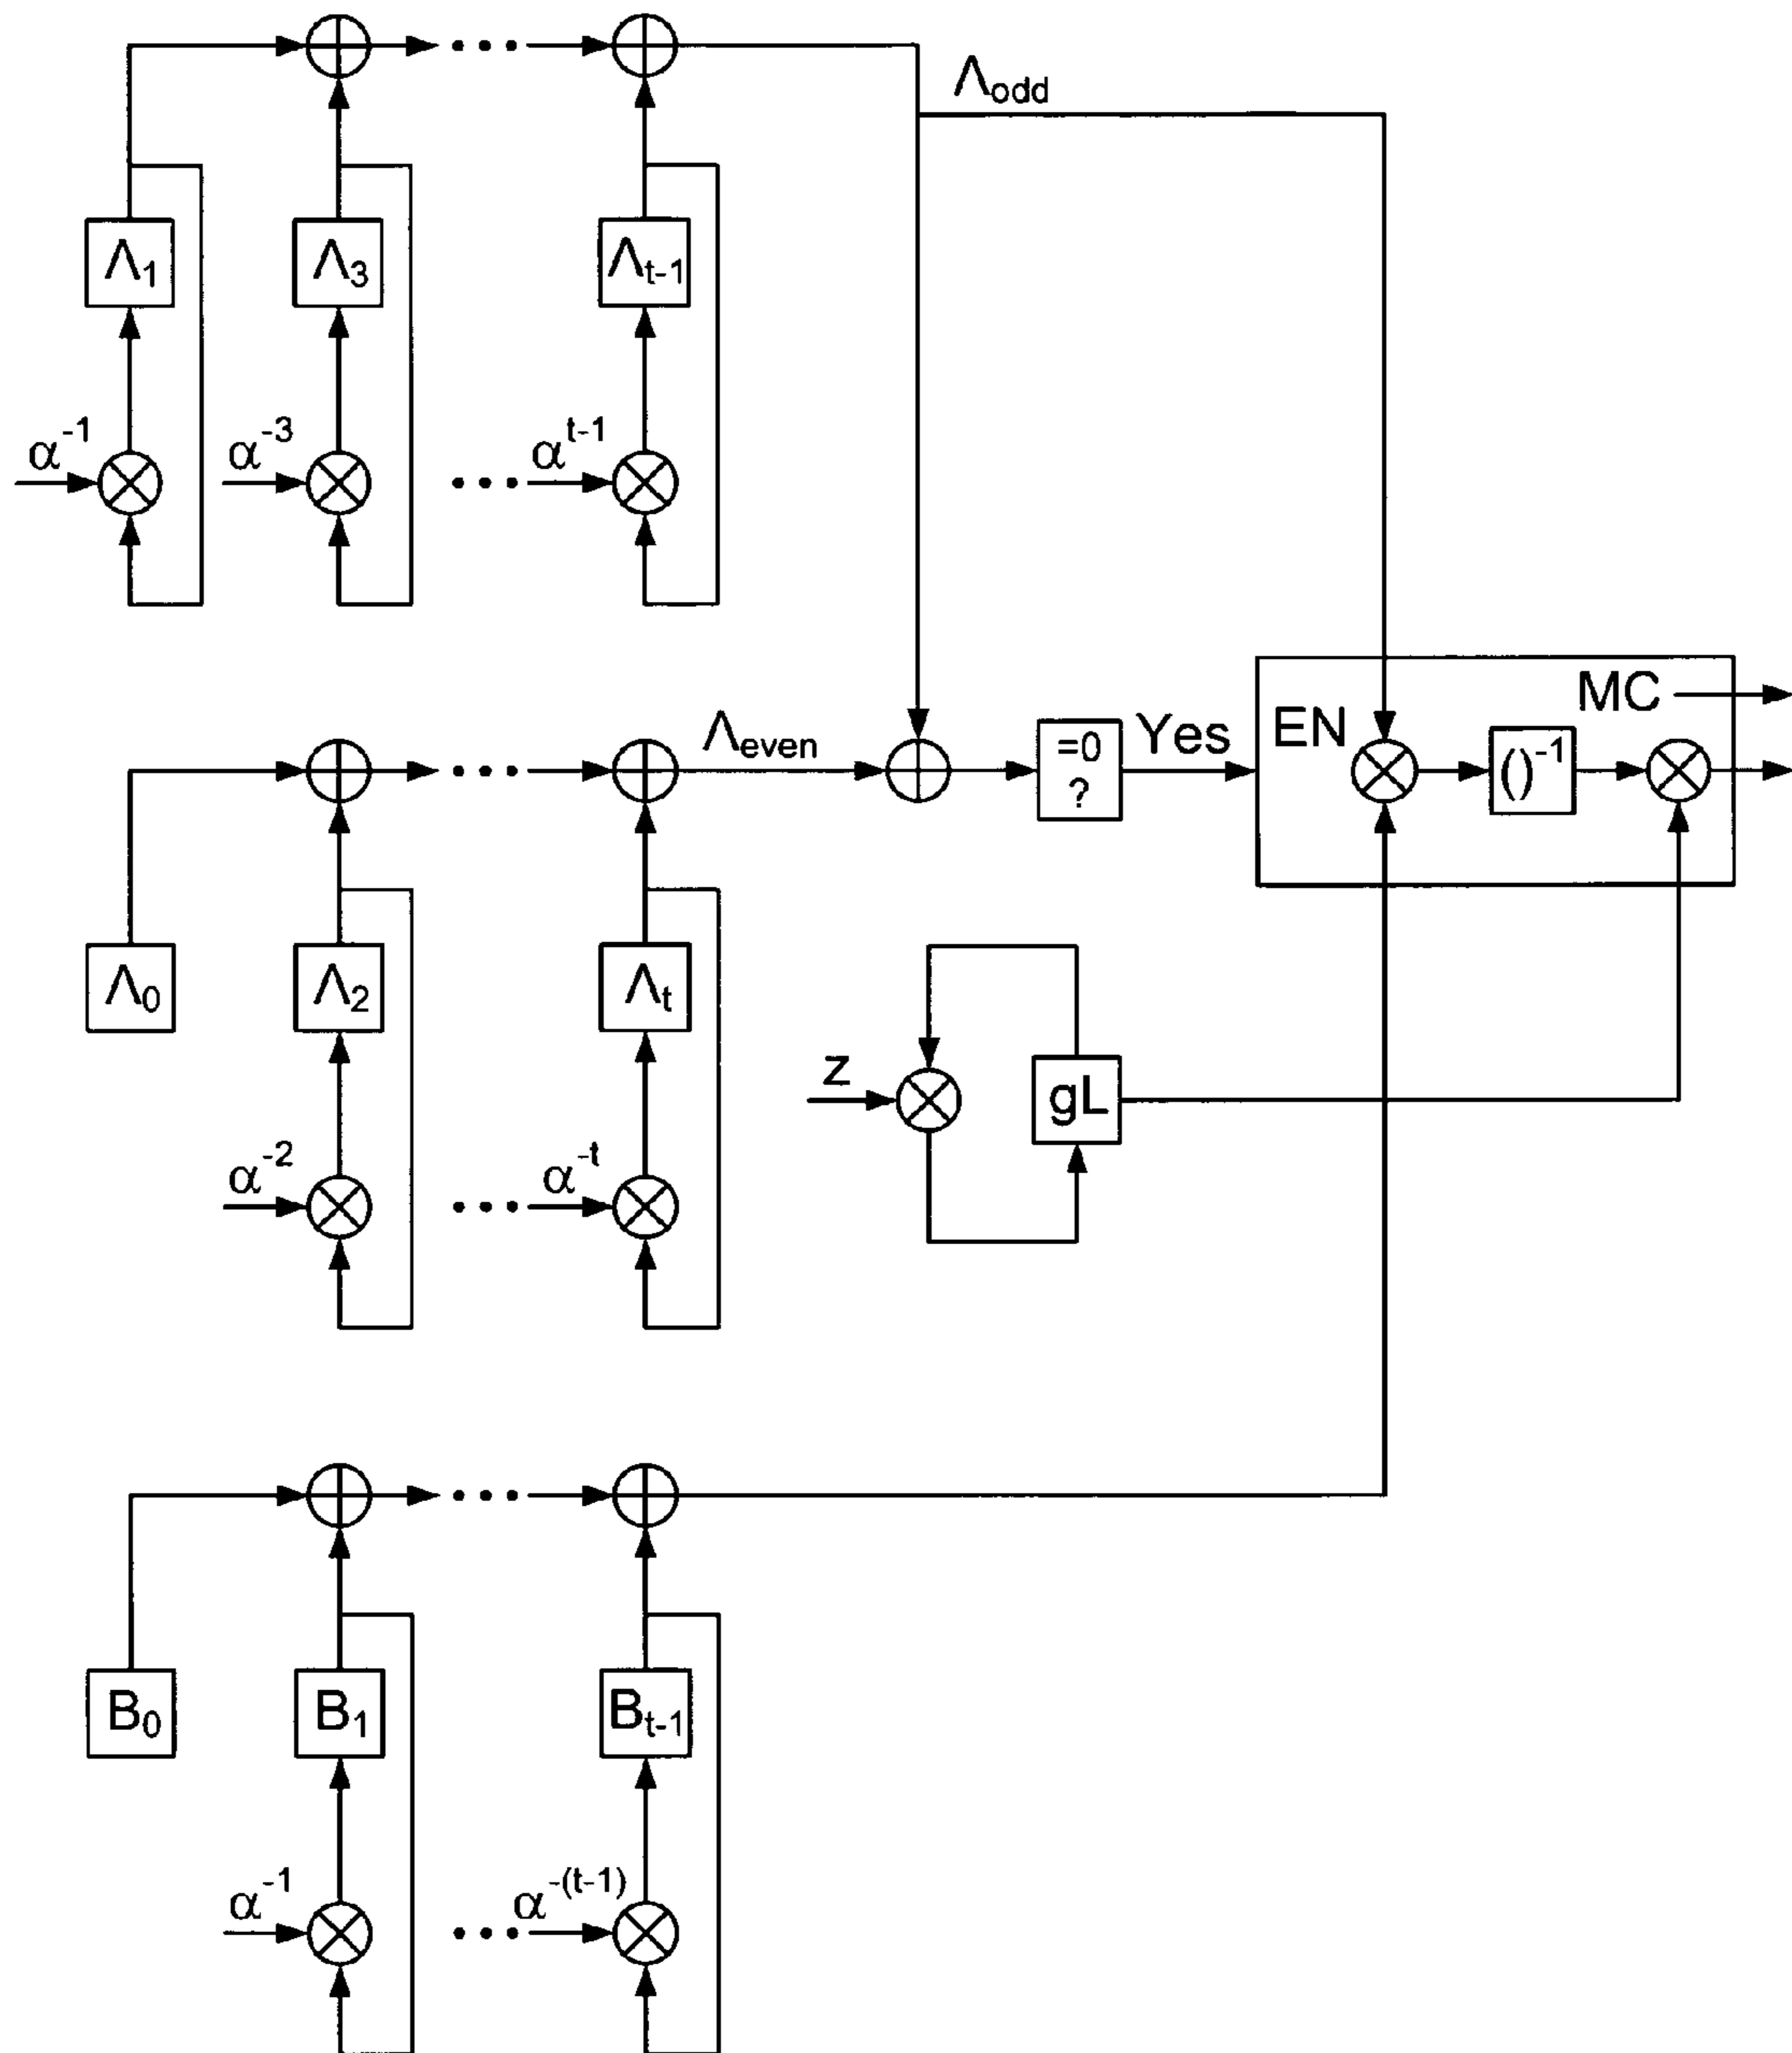 Λodd
Λ1 Λ3 Λt-1
α^-1 α^-3 α^t-1
MC
Λeven =0 ? Yes EN ()^-1
Λ0 Λ2 Λt
z gL
α^-2 α^-t
B0 B1 Bt-1
α^-1 α^-(t-1)